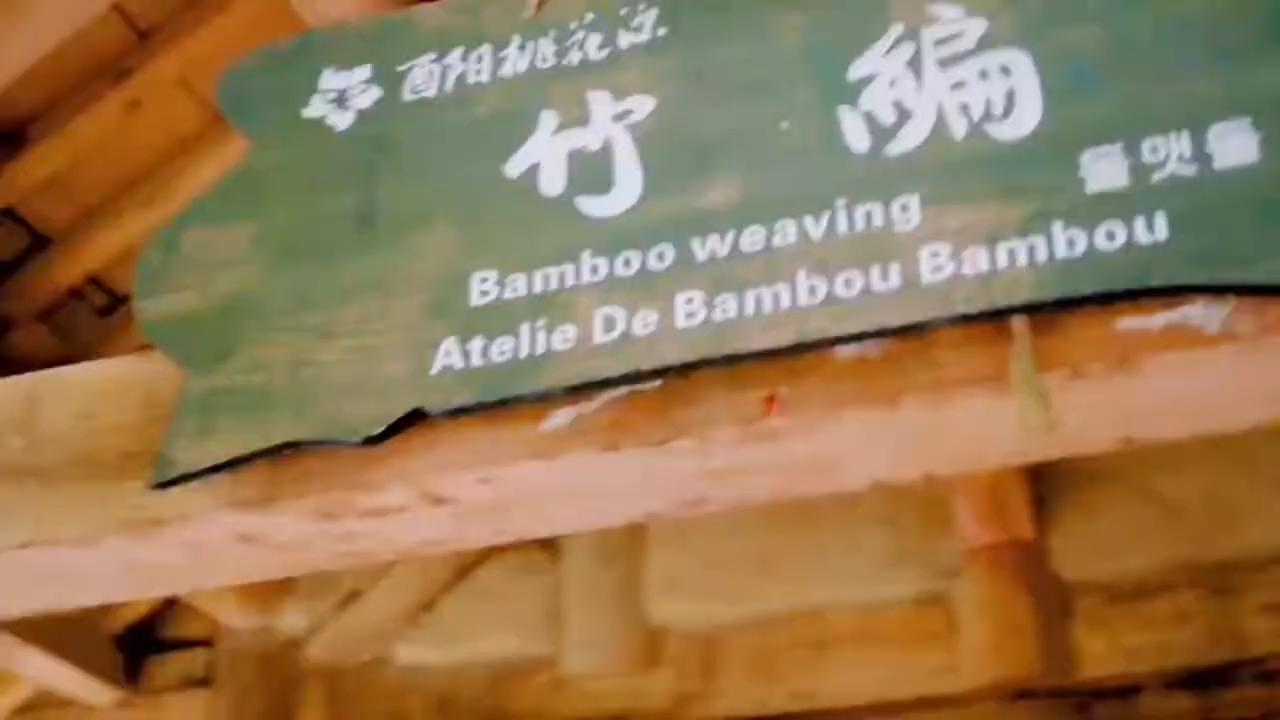 酉阳桃花源
竹编
Bamboo weaving
Atelie De Bambou Bambou